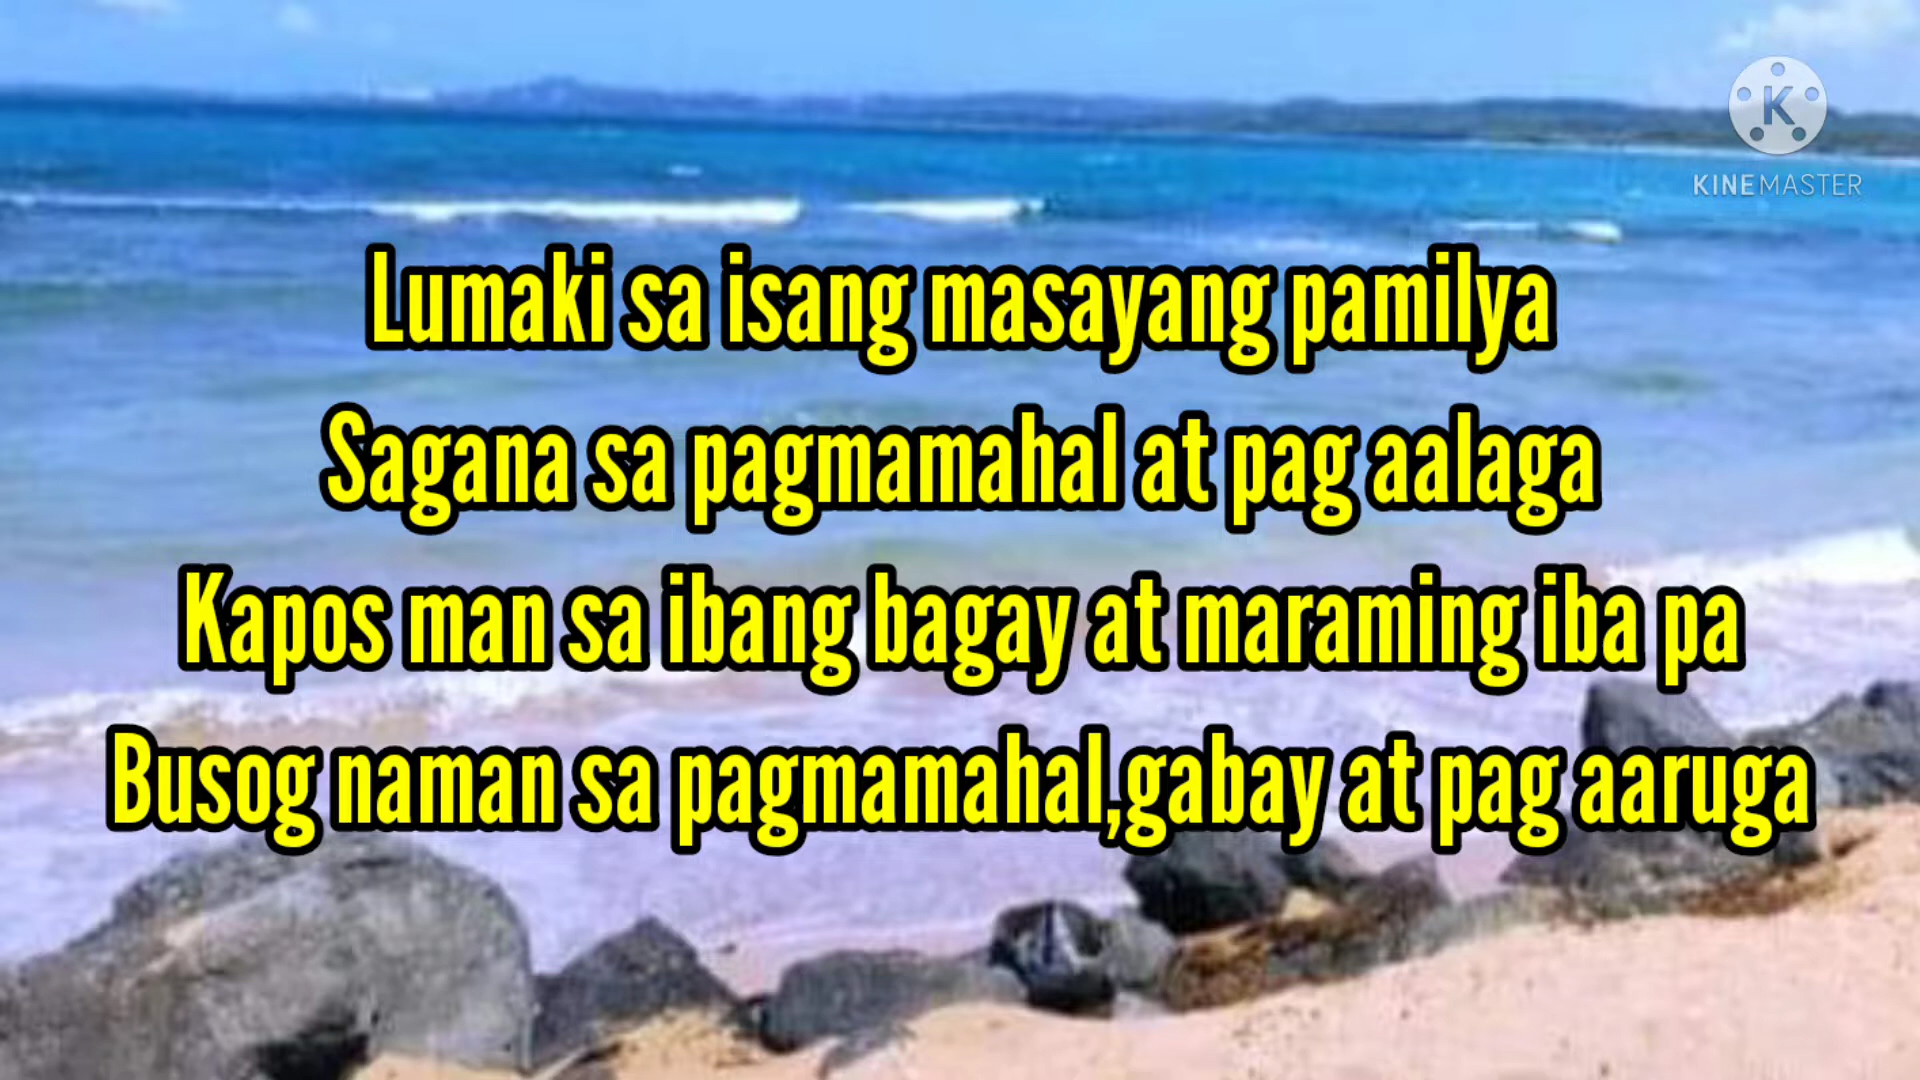 KINEMASTER
Lumaki sa isang masayang pamilya
Sagana sa pagmamahal at pag aalaga
Kapos man sa ibang bagay at maraming iba pa
Busog naman sa pagmamahal,gabay at pag aaruga